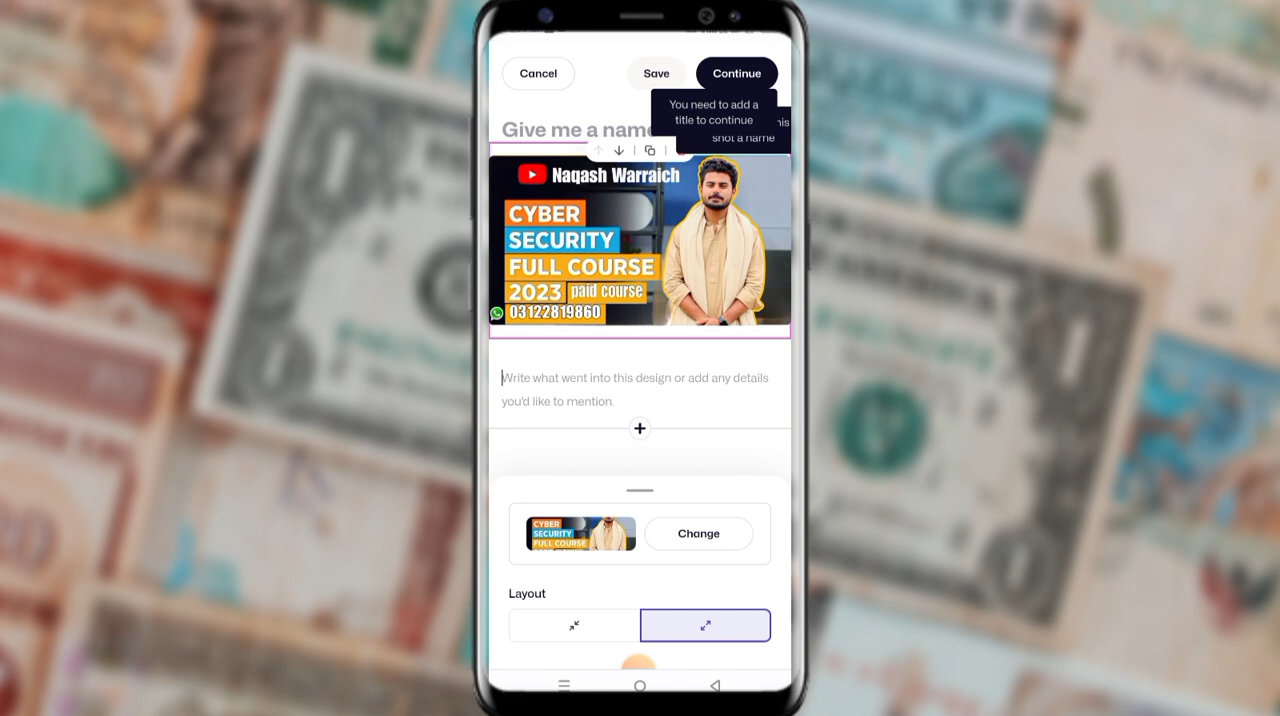 Cancel
Save
Continue
You need to add a
title to continue
his
shot a name
Give me a name
Naqash Warraich
CYBER
SECURITY
FULL COURSE
2023 paid course
03122819860
Write what went into this design or add any details
you'd like to mention.
CYBER
SECURITY
FULL COURSE
Change
Layout